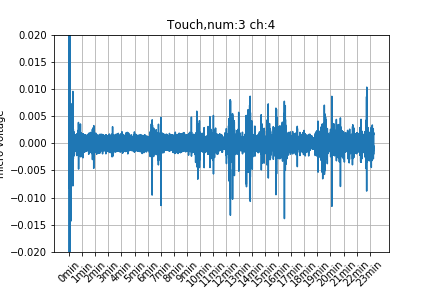 Touch,num:3 ch:4
0.020
0.015
0.010
0.005
0.000
−0.005
−0.010
−0.015
−0.020
micro voltage
0min
1min
2min
3min
4min
5min
6min
7min
8min
9min
10min
11min
12min
13min
14min
15min
16min
17min
18min
19min
20min
21min
22min
23min